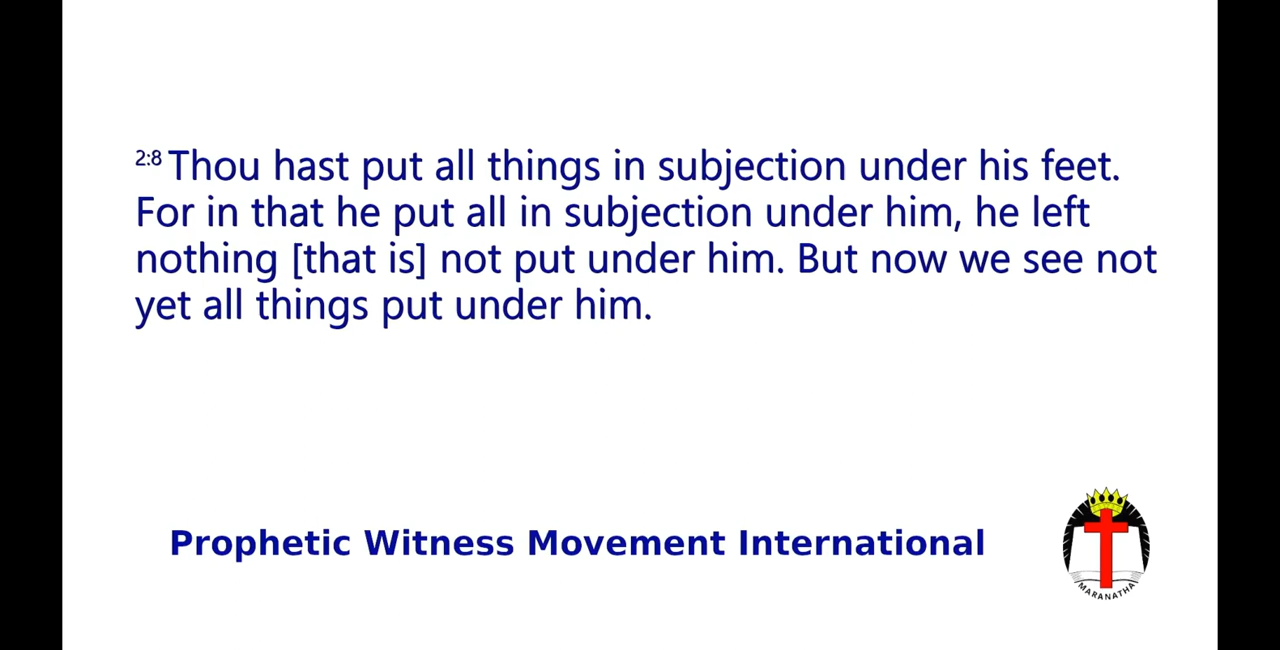 2:8 Thou hast put all things in subjection under his feet.
For in that he put all in subjection under him, he left
nothing [that is] not put under him. But now we see not
yet all things put under him.
Prophetic Witness Movement International
MARANATHA